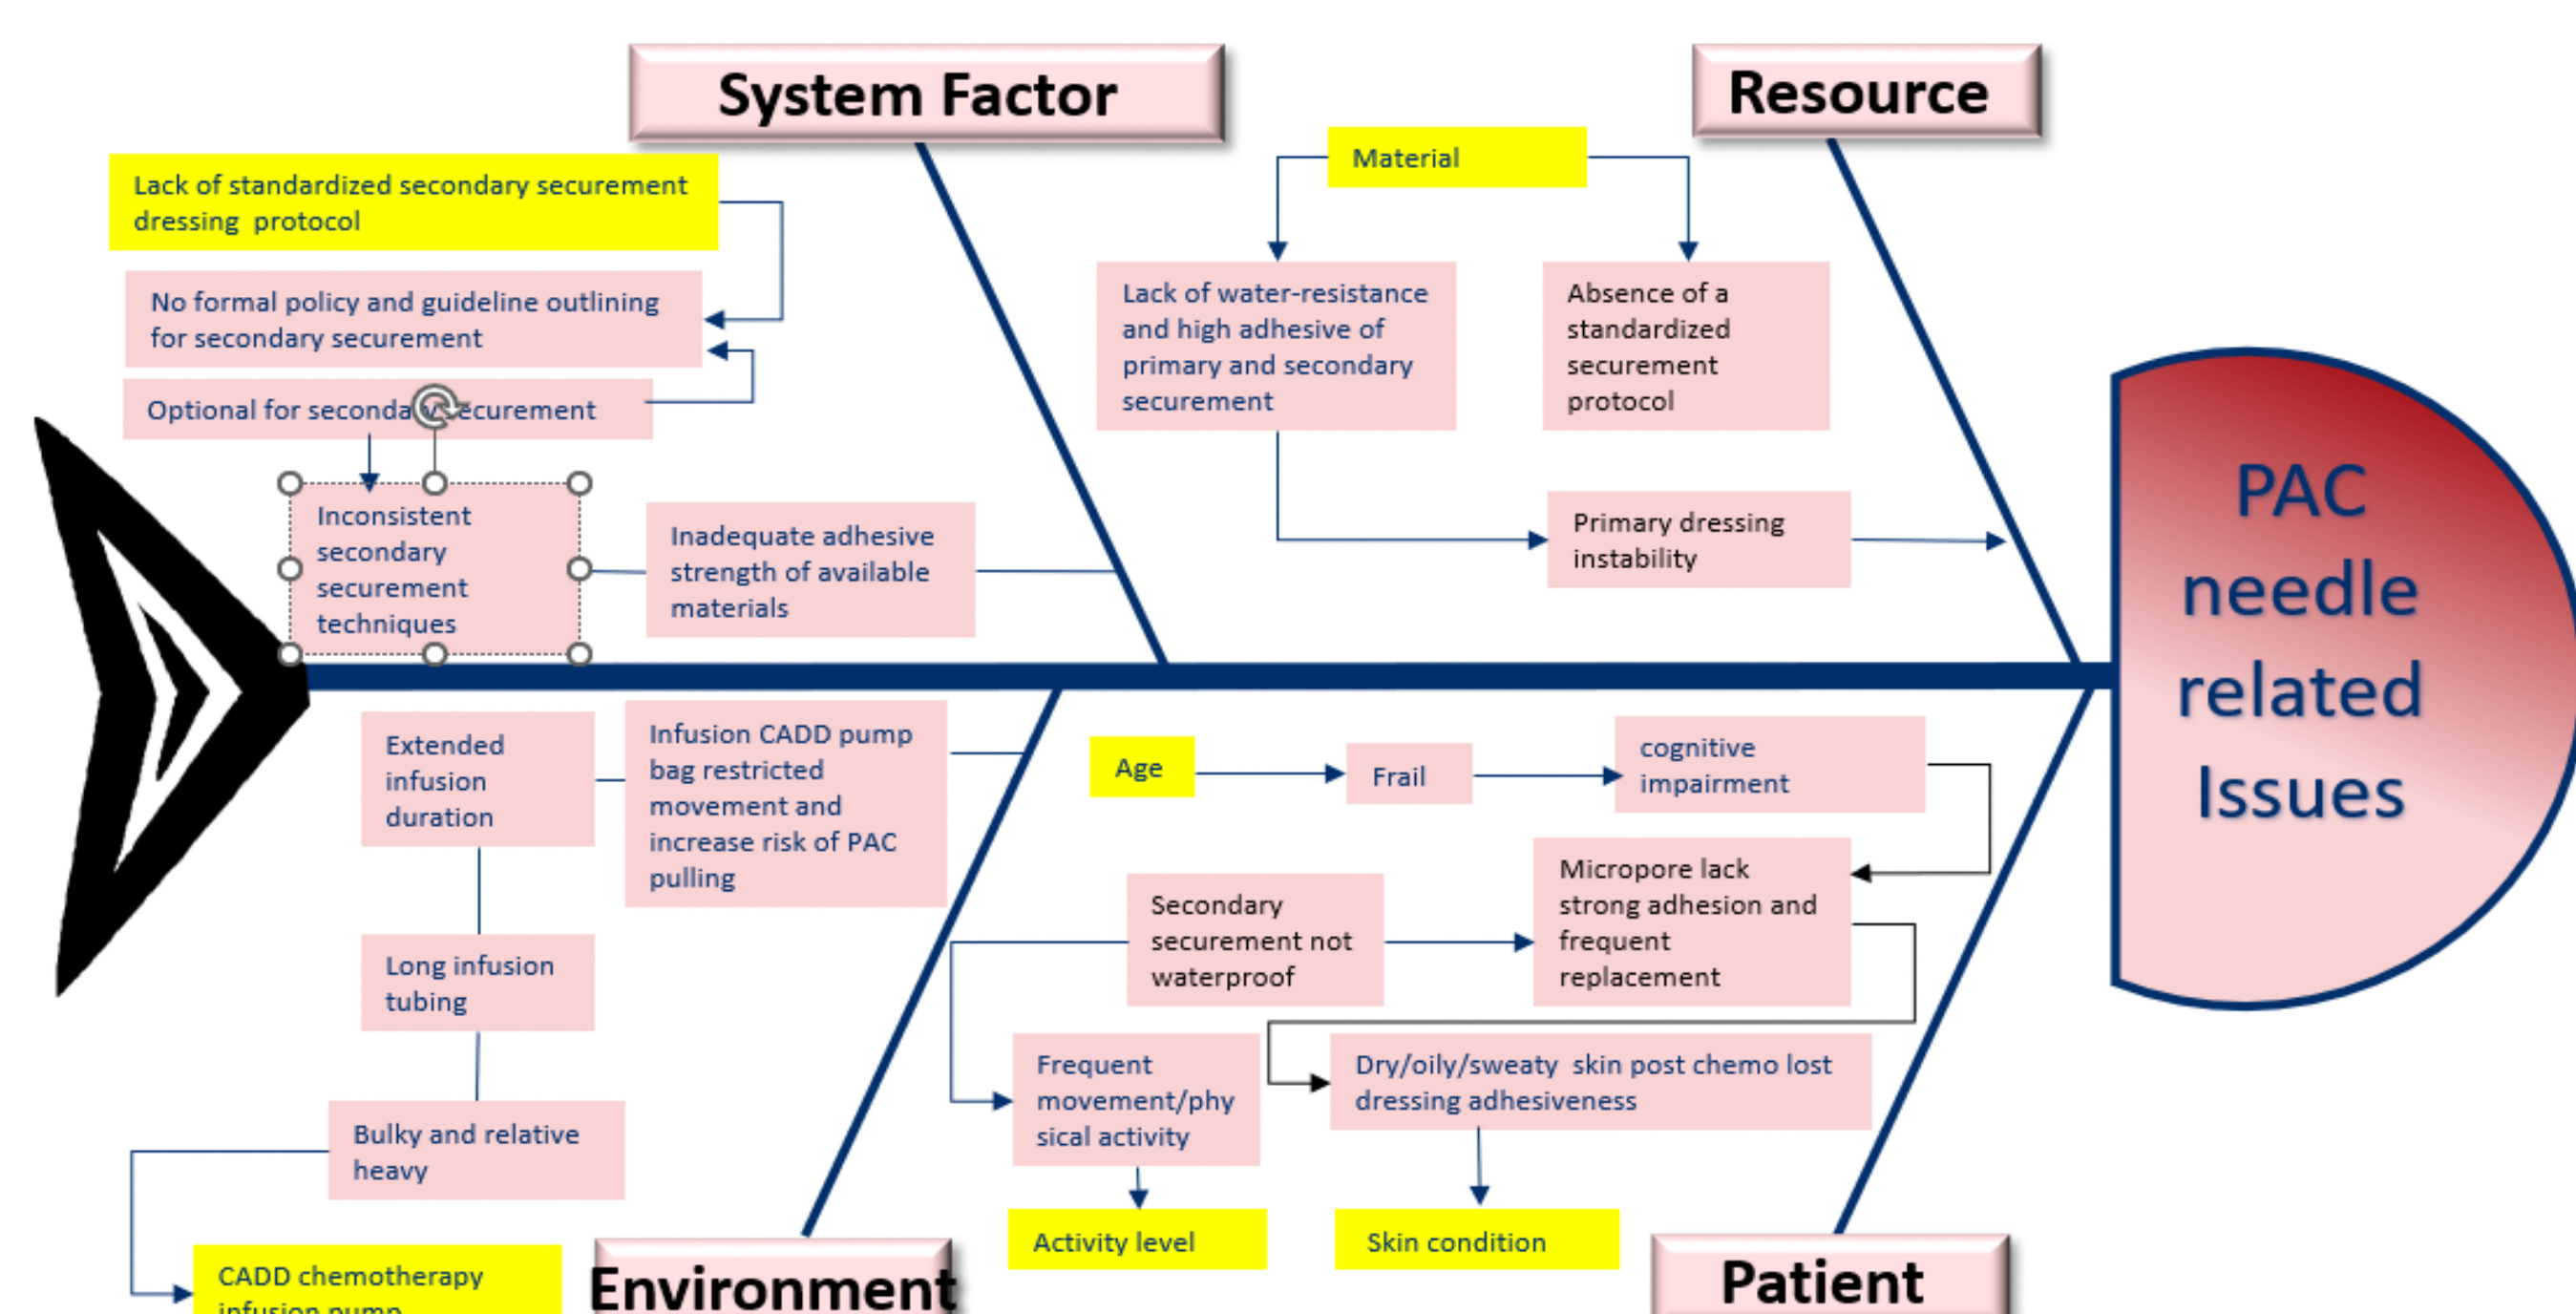 System Factor
Resource
Lack of standardized secondary securement
dressing  protocol
No formal policy and guideline outlining
for secondary securement
Optional for secondary securement
Inconsistent
secondary
securement
techniques
Inadequate adhesive
strength of available
materials
Material
Lack of water-resistance
and high adhesive of
primary and secondary
securement
Absence of a
standardized
securement
protocol
Primary dressing
instability
PAC
needle
related
Issues
Extended
infusion
duration
Infusion CADD pump
bag restricted
movement and
increase risk of PAC
pulling
Long infusion
tubing
Bulky and relative
heavy
CADD chemotherapy
infusion pump
Environment
Age
Frail
cognitive
impairment
Secondary
securement not
waterproof
Micropore lack
strong adhesion and
frequent
replacement
Frequent
movement/phy
sical activity
Dry/oily/sweaty  skin post chemo lost
dressing adhesiveness
Activity level
Skin condition
Patient